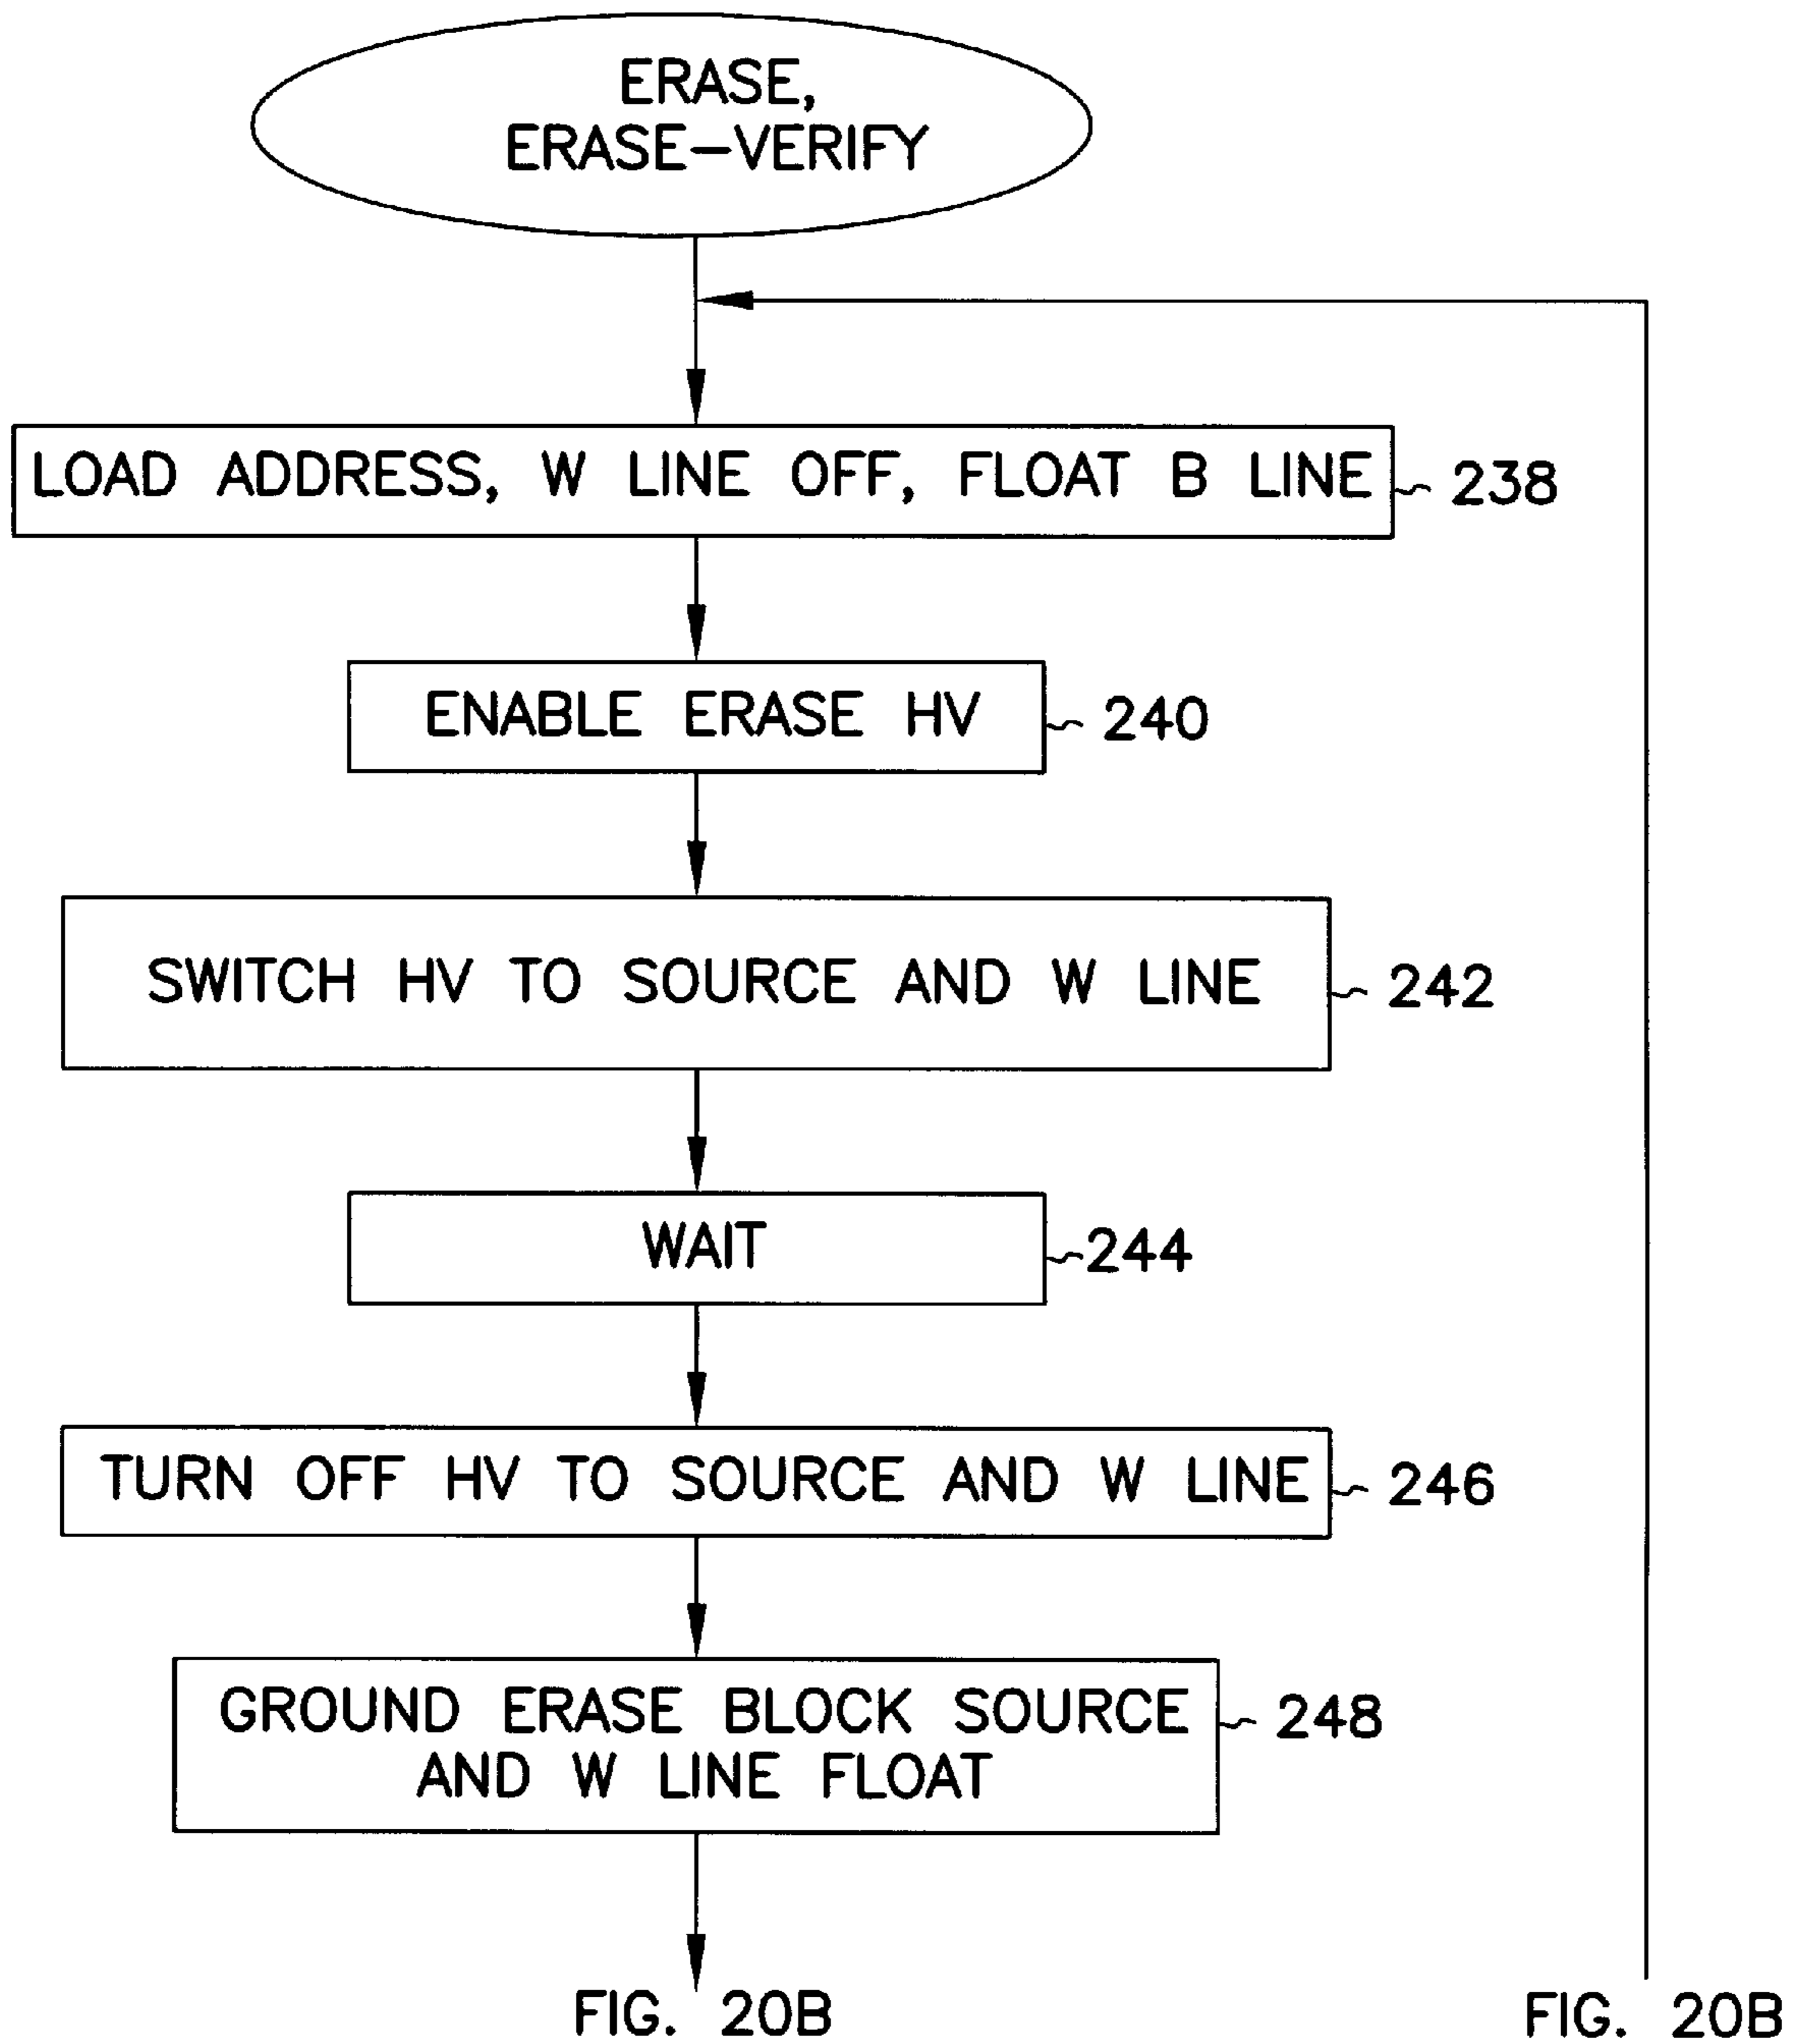 ERASE,
ERASE-VERIFY
LOAD ADDRESS, W LINE OFF, FLOAT B LINE
238
ENABLE ERASE HV
240
SWITCH HV TO SOURCE AND W LINE
242
WAIT
244
TURN OFF HV TO SOURCE AND W LINE
246
GROUND ERASE BLOCK SOURCE
AND W LINE FLOAT
248
FIG. 20B
FIG. 20B